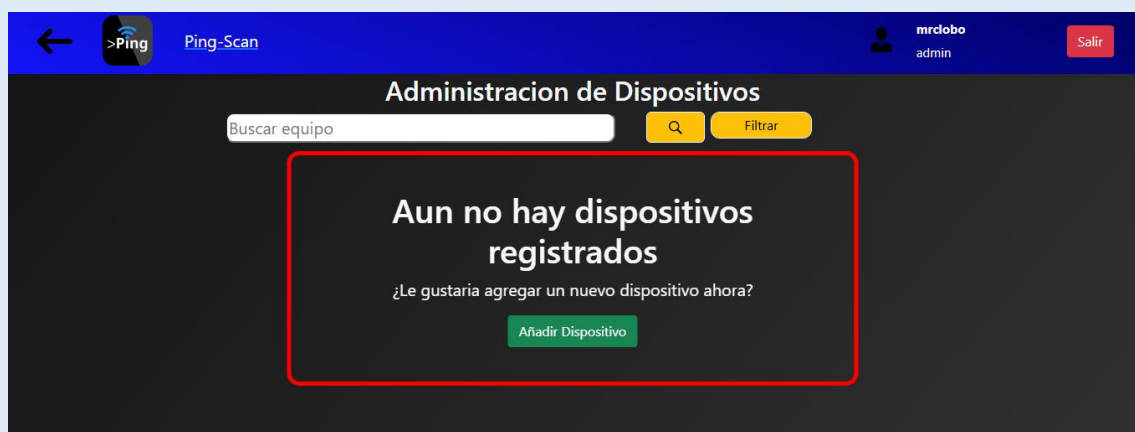 >Ping
Ping-Scan
mrclobo
admin
Salir
Administracion de Dispositivos
Buscar equipo
Filtrar
Aun no hay dispositivos
registrados
¿Le gustaria agregar un nuevo dispositivo ahora?
Añadir Dispositivo